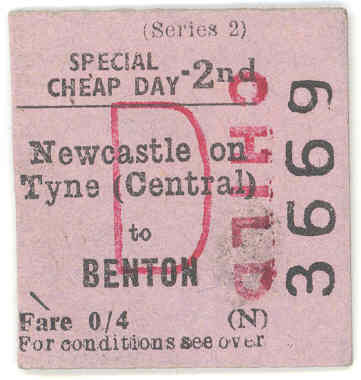 (Series 2)
SPECIAL
CHEAP DAY -2nd
Newcastle on
Tyne (Central)
to
BENTON
Fare 0/4 (N)
For conditions see over
D
CHILD
3669